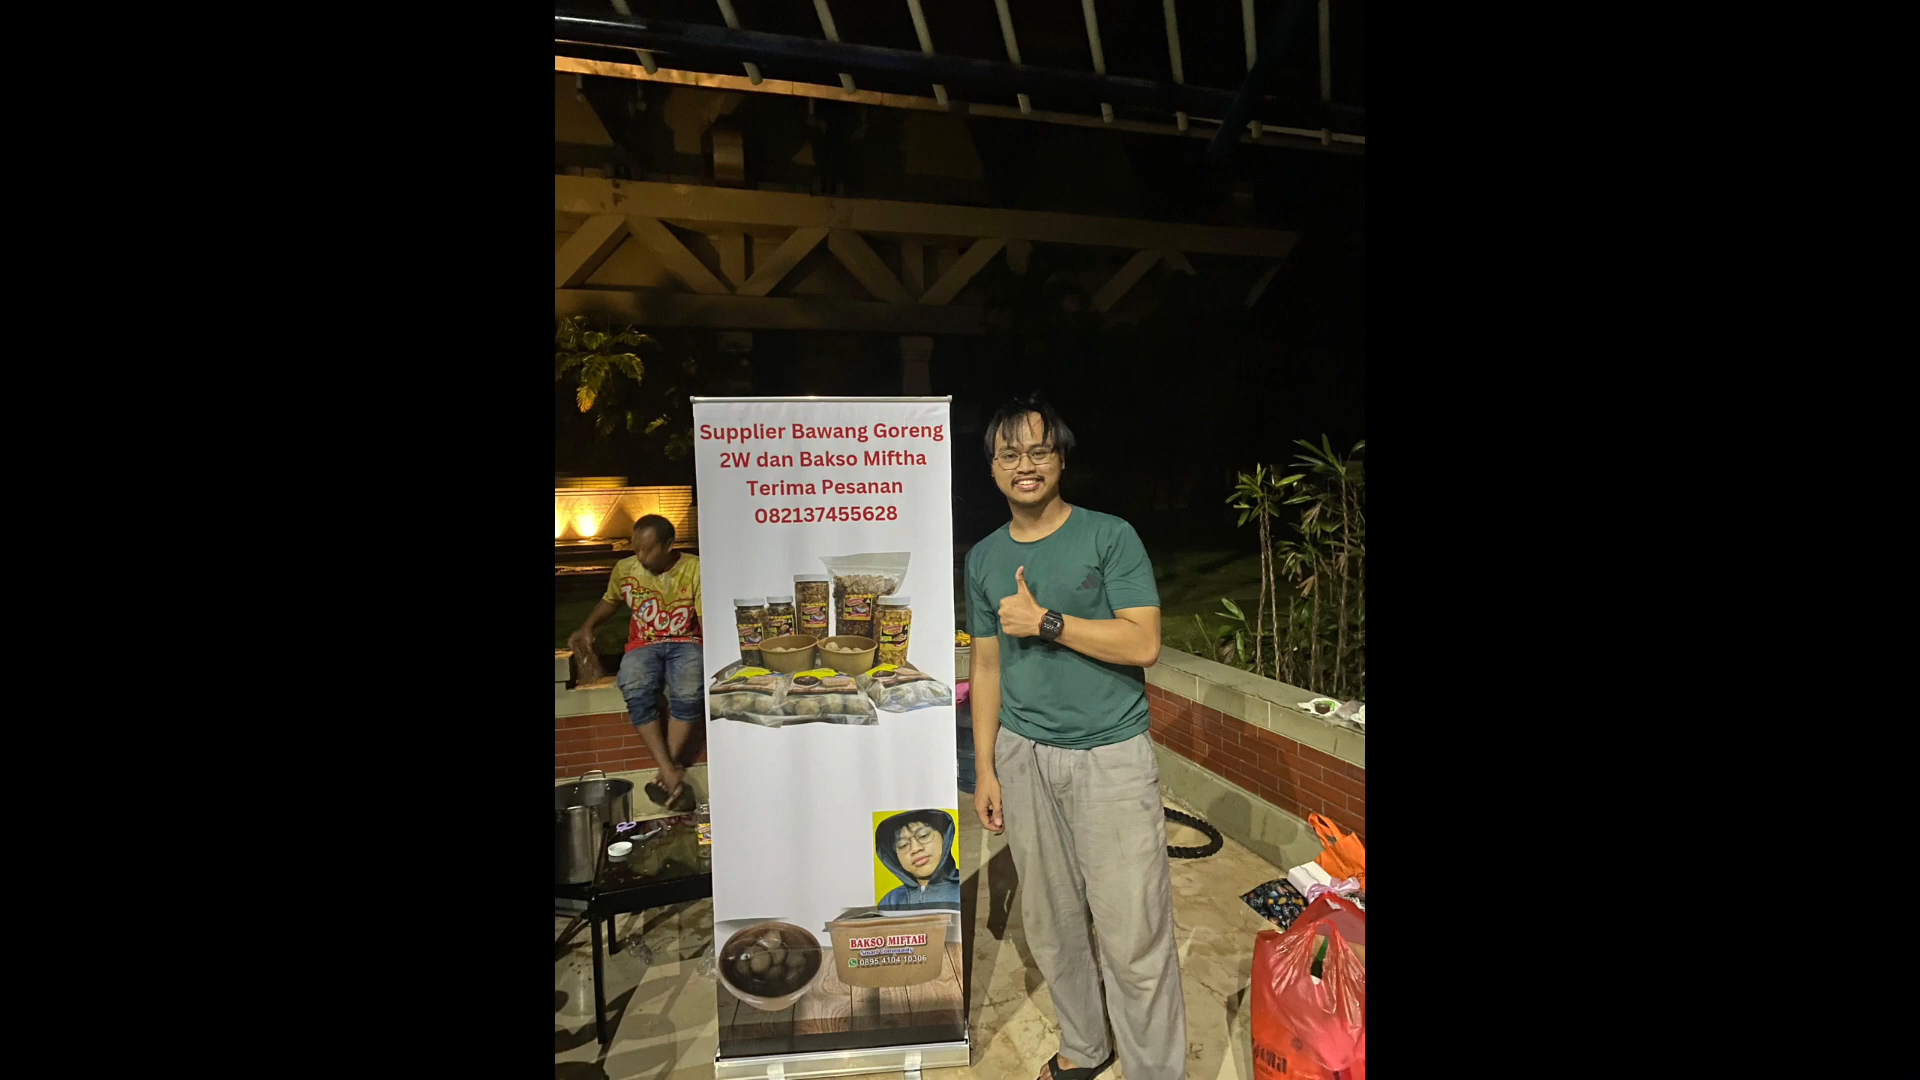 Supplier Bawang Goreng
2W dan Bakso Miftha
Terima Pesanan
082137455628
BAKSO MIFTAH
0895 4104 10306